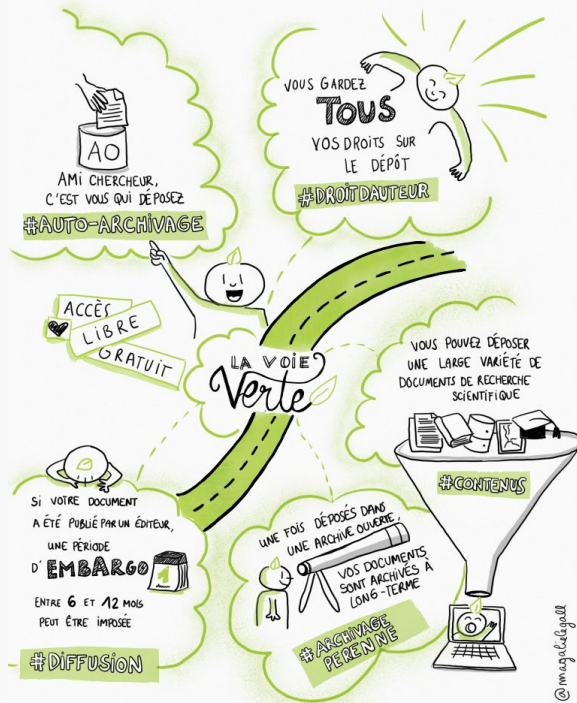 AO
AMI CHERCHEUR,
C'EST VOUS QUI DÉPOSEZ
#AUTO-ARCHIVAGE
VOUS GARDEZ
TOUS
VOS DROITS SUR
LE DÉPÔT
#DROITDAUTEUR
ACCÈS
LIBRE
GRATUIT
LA VOIE
Verte
VOUS POUVEZ DÉPOSER
UNE LARGE VARIÉTÉ DE
DOCUMENTS DE RECHERCHE
SCIENTIFIQUE
#CONTENUS
SI VOTRE DOCUMENT
A ÉTÉ PUBLIÉ PAR UN ÉDITEUR,
UNE PÉRIODE
D'EMBARGO
1
ENTRE 6 ET 12 MOIS
PEUT ÊTRE IMPOSÉE
#DIFFUSION
UNE FOIS DÉPOSÉS DANS
UNE ARCHIVE OUVERTE,
VOS DOCUMENTS
SONT ARCHIVÉS À
LONG-TERME
#ARCHIVAGE
PERENNE
@magalielegall